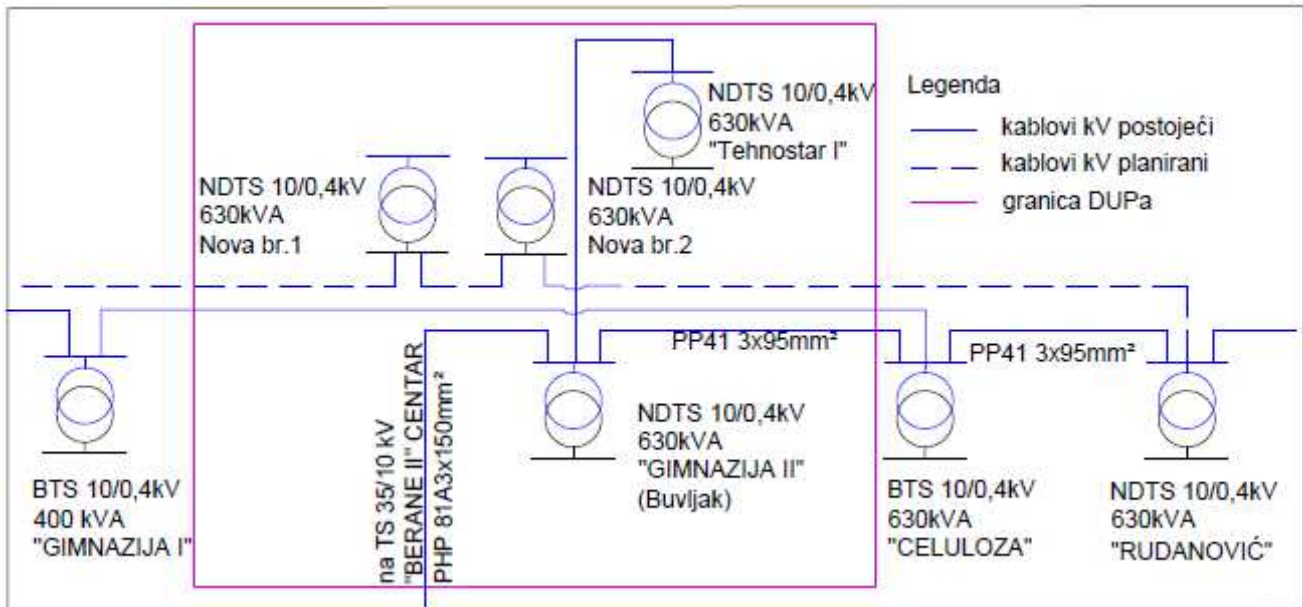 NDTS 10/0,4kV
630kVA
"Tehnostar I"
Legenda
kablovi kV postojeći
kablovi kV planirani
granica DUPa
NDTS 10/0,4kV
630kVA
Nova br.1
NDTS 10/0,4kV
630kVA
Nova br.2
PP41 3x95mm²
PP41 3x95mm²
na TS 35/10 kV
"BERANE II" CENTAR
PHP 81A3x150mm²
BTS 10/0,4kV
400 kVA
"GIMNAZIJA I"
NDTS 10/0,4kV
630kVA
"GIMNAZIJA II"
(Buvljak)
BTS 10/0,4kV
630kVA
"CELULOZA"
NDTS 10/0,4kV
630kVA
"RUDANOVIĆ"